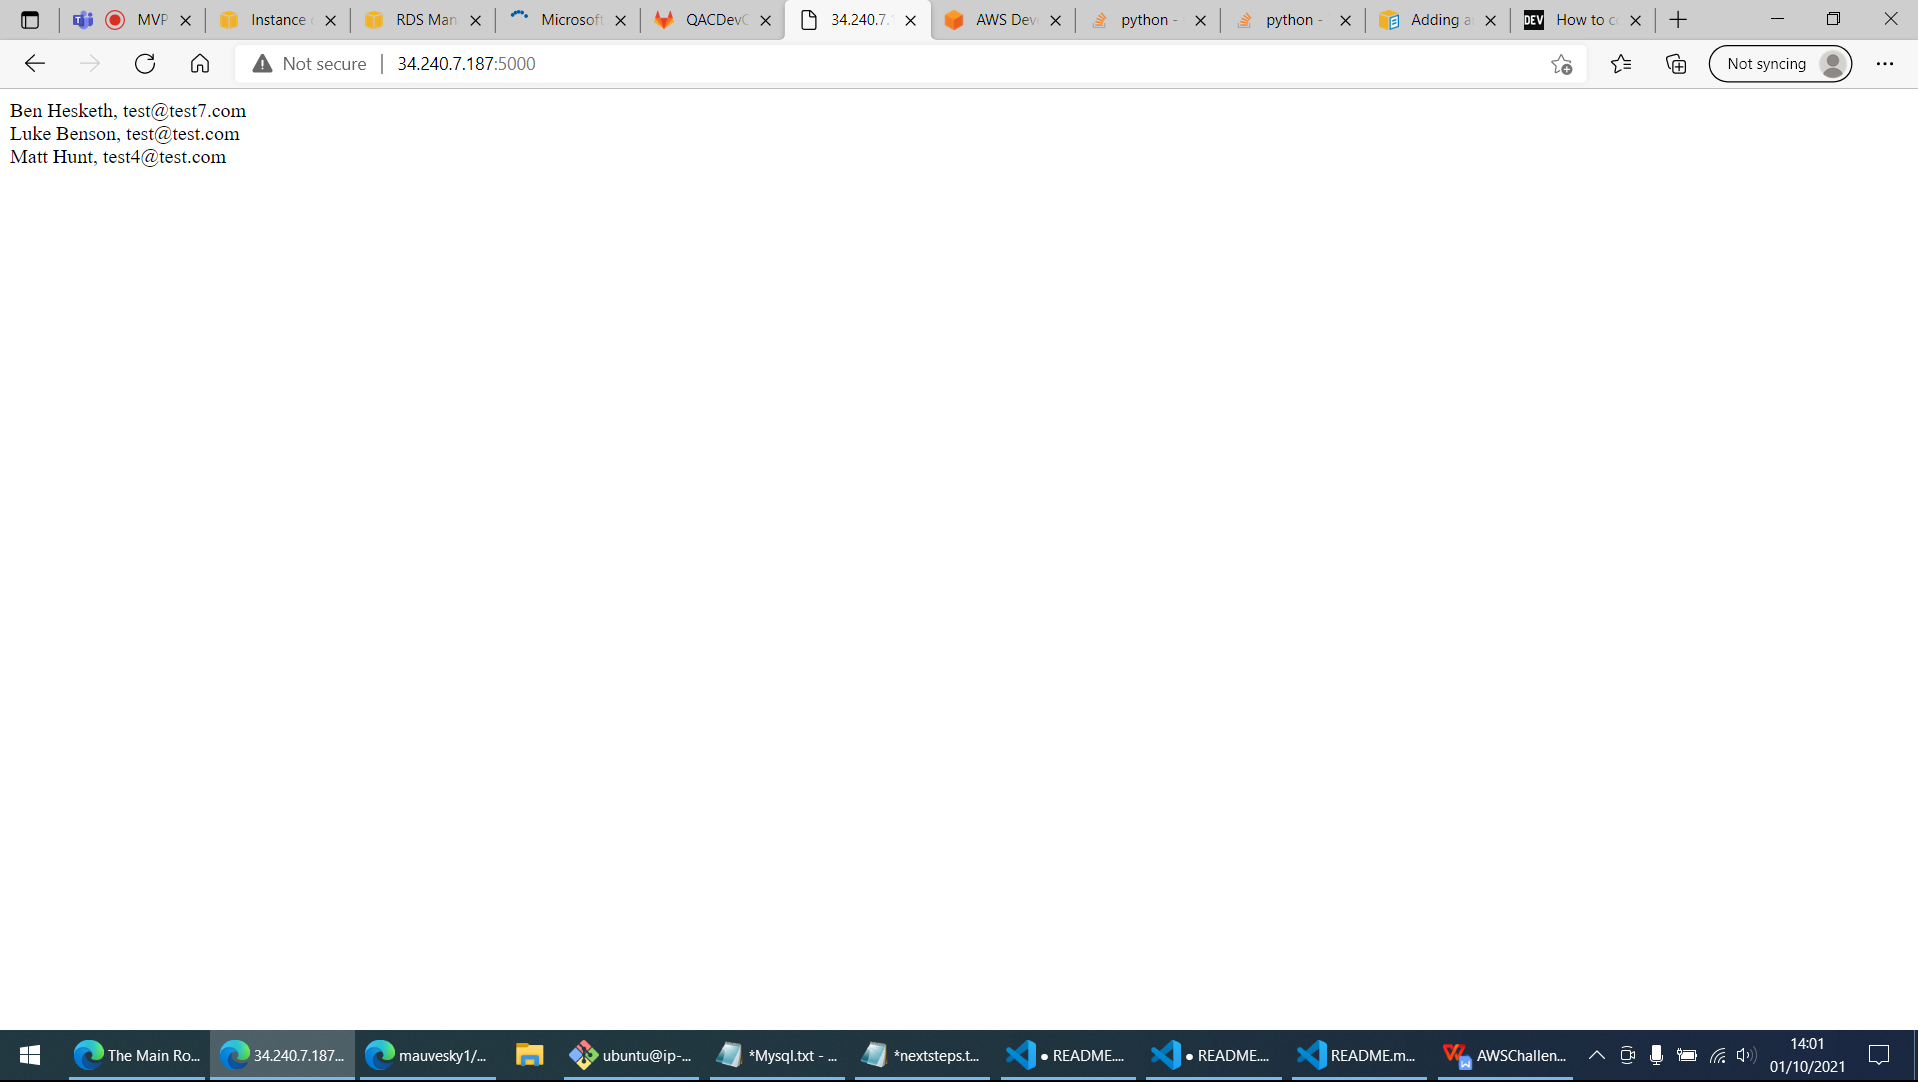 MVP
Instance
RDS Man
Microsoft
QACDevO
34.240.7.1
AWS Dev
python -
python -
Adding a
DEV How to c
Not secure | 34.240.7.187:5000
Not syncing
Ben Hesketh, test@test7.com
Luke Benson, test@test.com
Matt Hunt, test4@test.com
The Main Ro...
34.240.7.187...
mauvesky1/...
ubuntu@ip-...
*Mysql.txt - ...
*nextsteps.t...
● README....
● README....
README.m...
AWSChallen...
14:01
01/10/2021